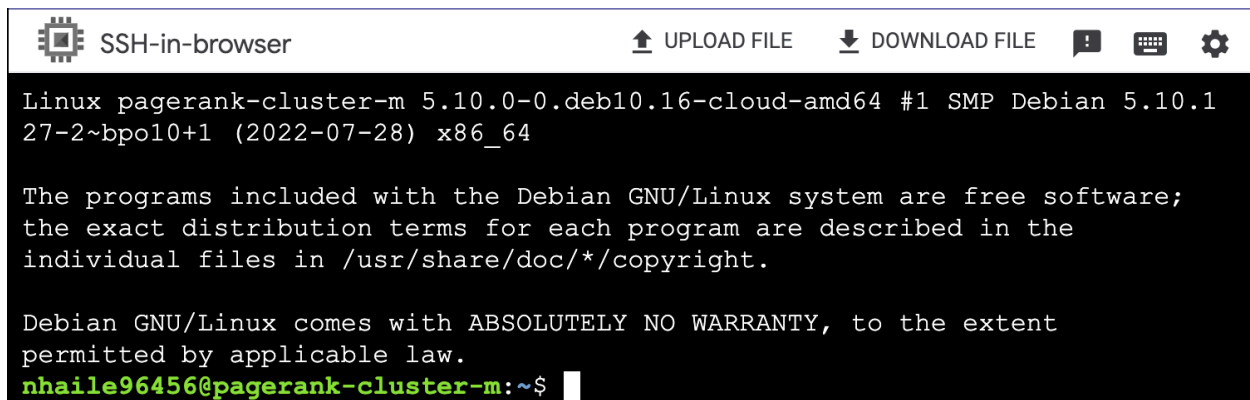 SSH-in-browser UPLOAD FILE DOWNLOAD FILE
Linux pagerank-cluster-m 5.10.0-0.deb10.16-cloud-amd64 #1 SMP Debian 5.10.1
27-2~bpo10+1 (2022-07-28) x86_64
The programs included with the Debian GNU/Linux system are free software;
the exact distribution terms for each program are described in the
individual files in /usr/share/doc/*/copyright.
Debian GNU/Linux comes with ABSOLUTELY NO WARRANTY, to the extent
permitted by applicable law.
nhaile96456@pagerank-cluster-m:~$